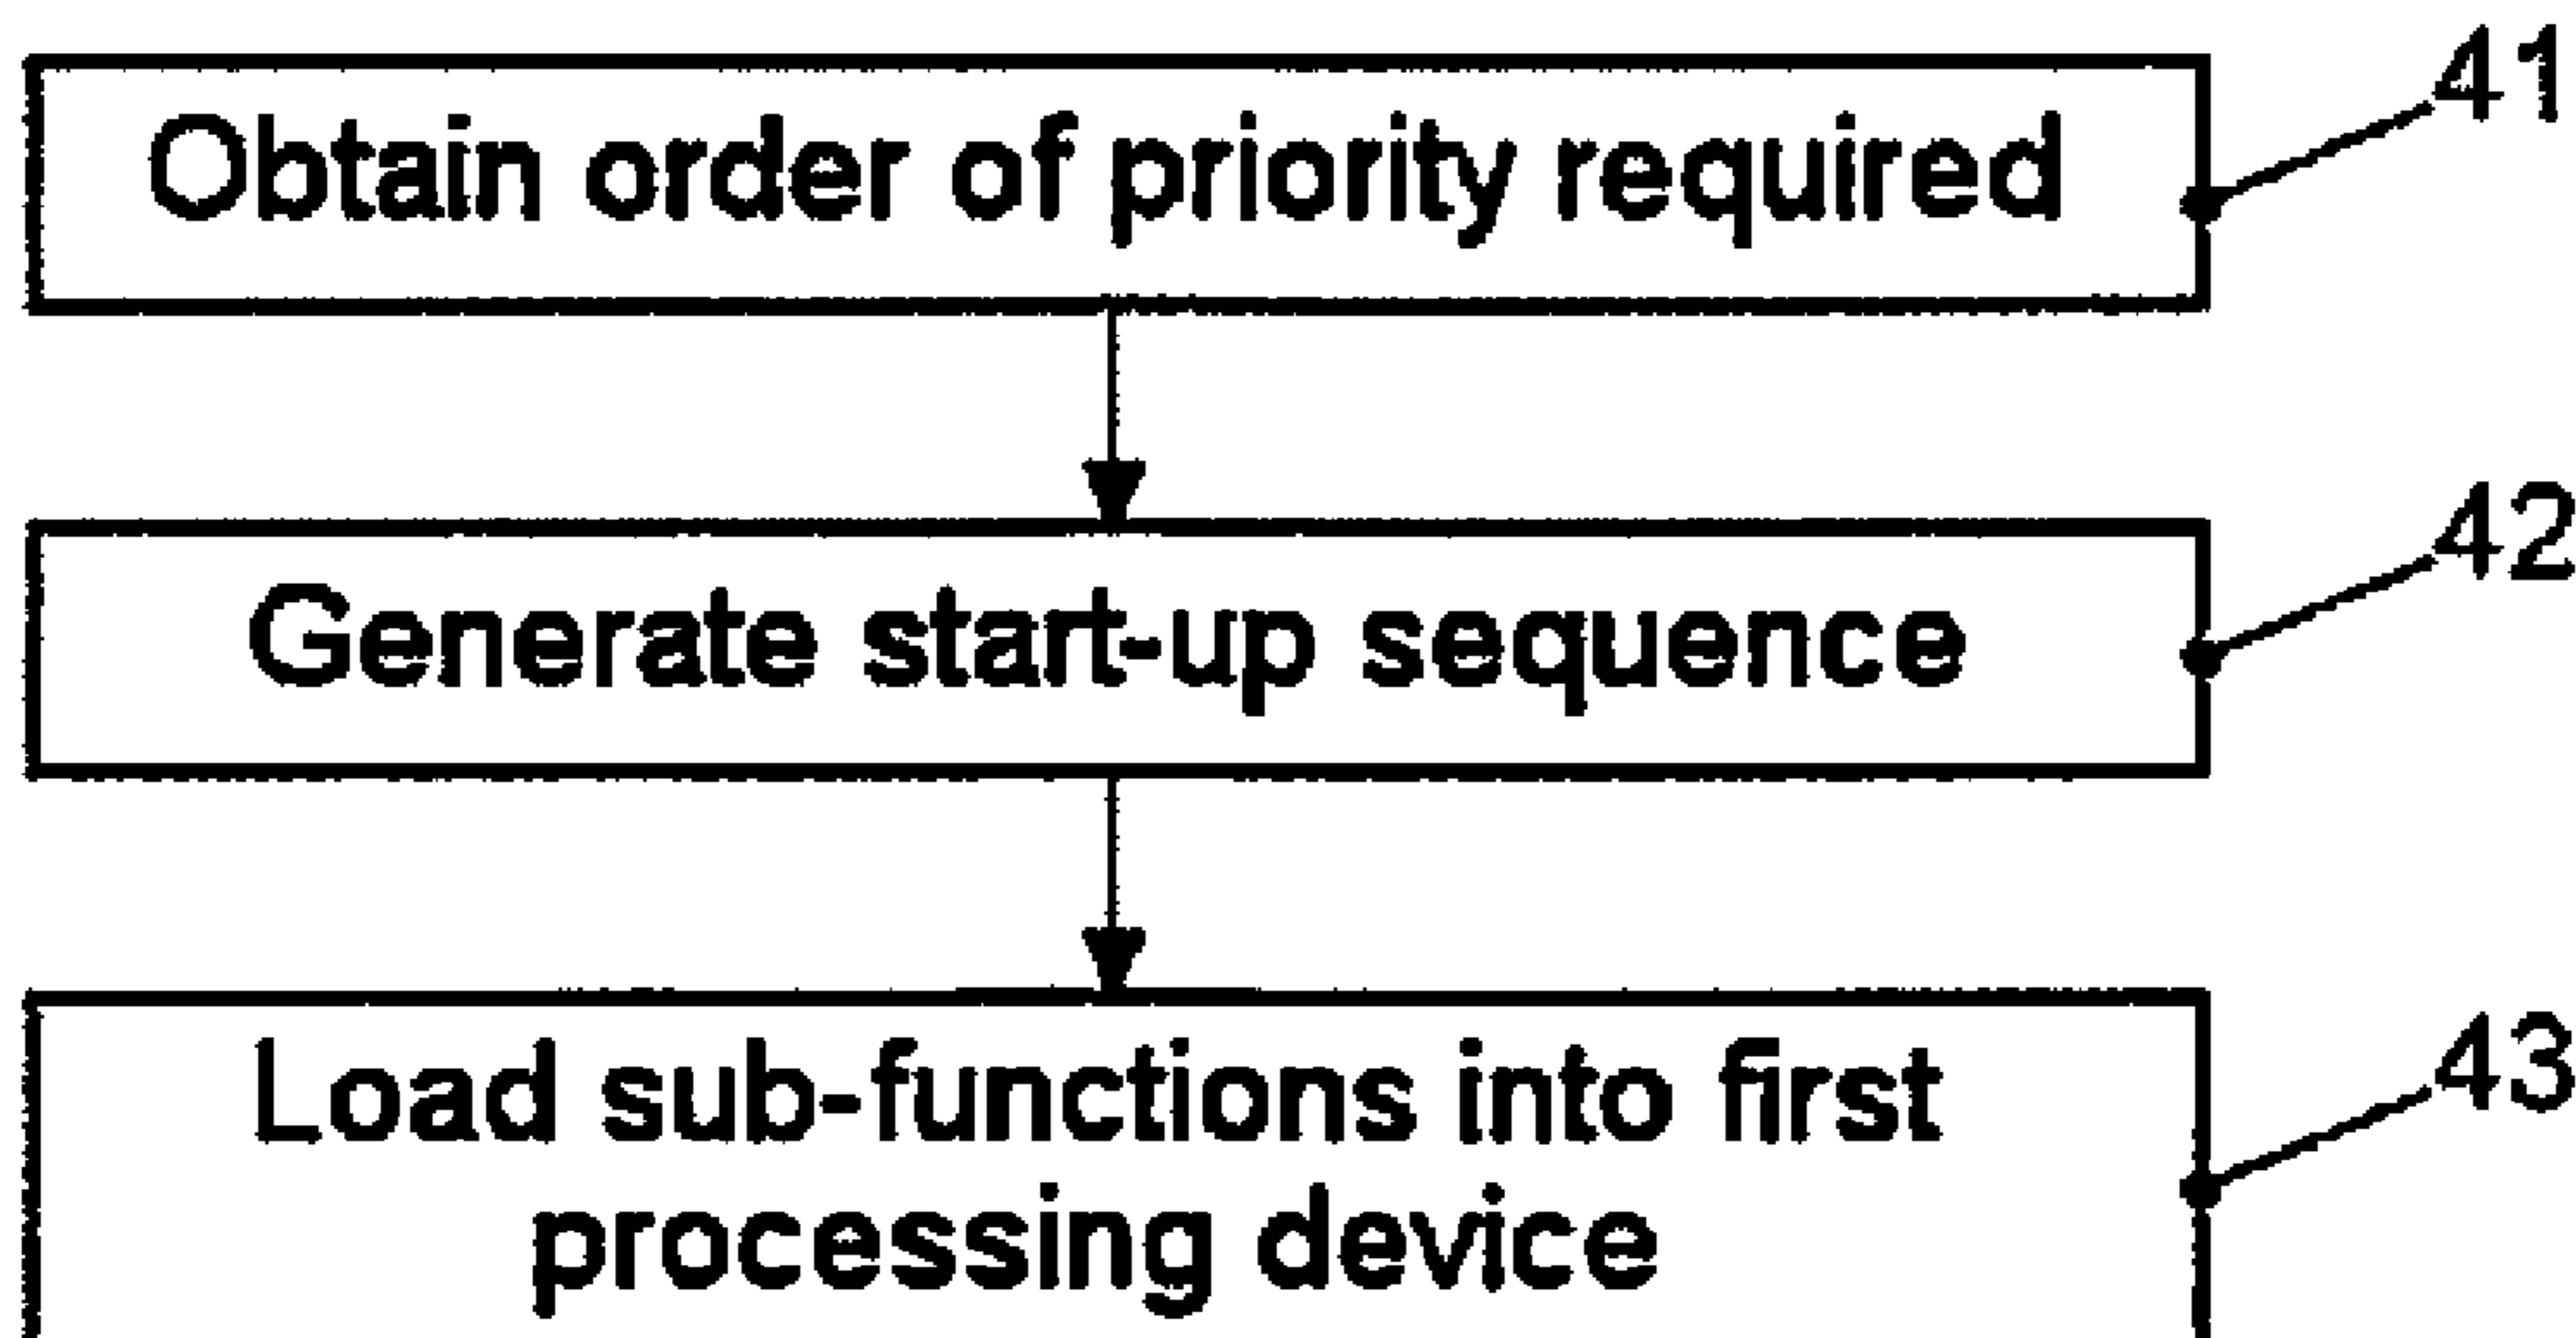 Obtain order of priority required
41
Generate start-up sequence
42
Load sub-functions into first
processing device
43